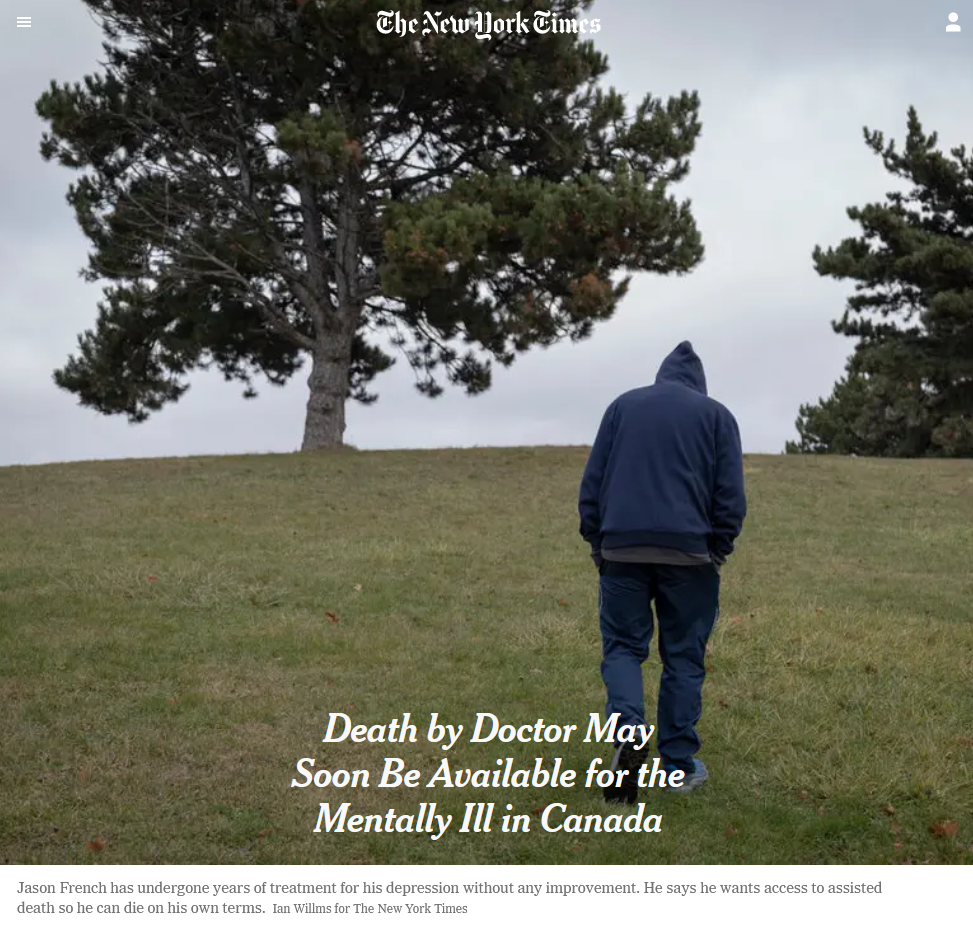 The New York Times
Death by Doctor May
Soon Be Available for the
Mentally Ill in Canada
Jason French has undergone years of treatment for his depression without any improvement. He says he wants access to assisted
death so he can die on his own terms. Ian Willms for The New York Times